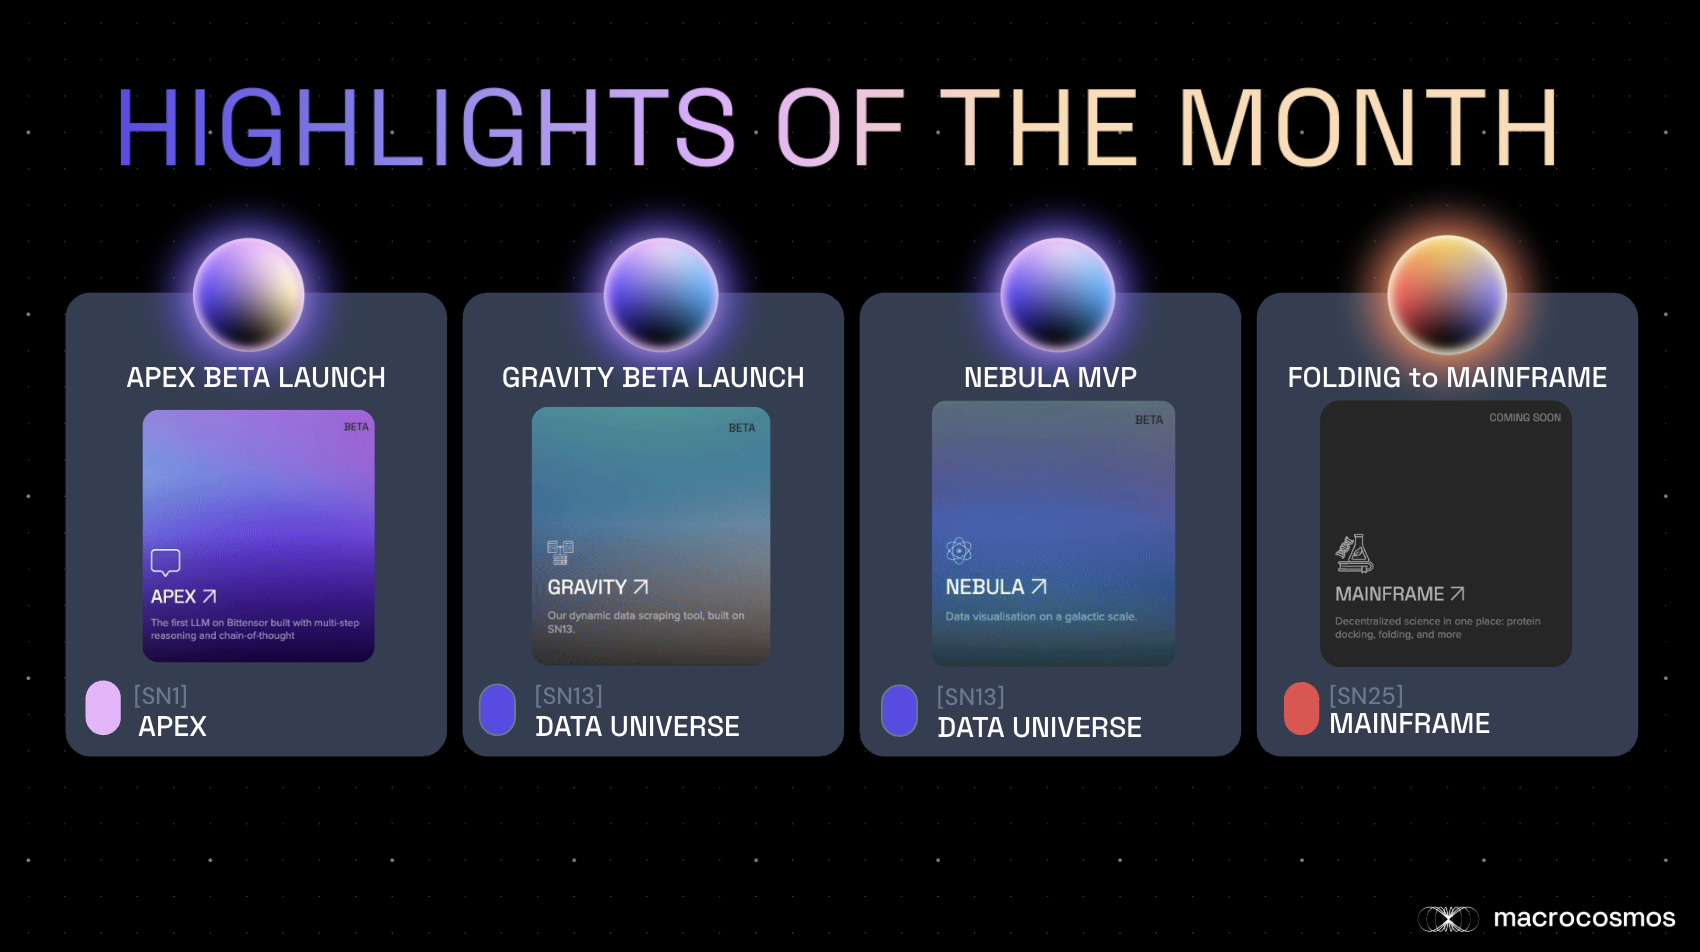 HIGHLIGHTS OF THE MONTH
APEX BETA LAUNCH
BETA
APEX
The first LLM on Bittensor built with multi-step
reasoning and chain-of-thought
[SN1]
APEX
GRAVITY BETA LAUNCH
BETA
GRAVITY
Our dynamic data scraping tool, built on
SN13.
[SN13]
DATA UNIVERSE
NEBULA MVP
BETA
NEBULA
Data visualisation on a galactic scale.
[SN13]
DATA UNIVERSE
FOLDING to MAINFRAME
COMING SOON
MAINFRAME
Decentralized science in one place: protein
docking, folding, and more
[SN25]
MAINFRAME
macrocosmos